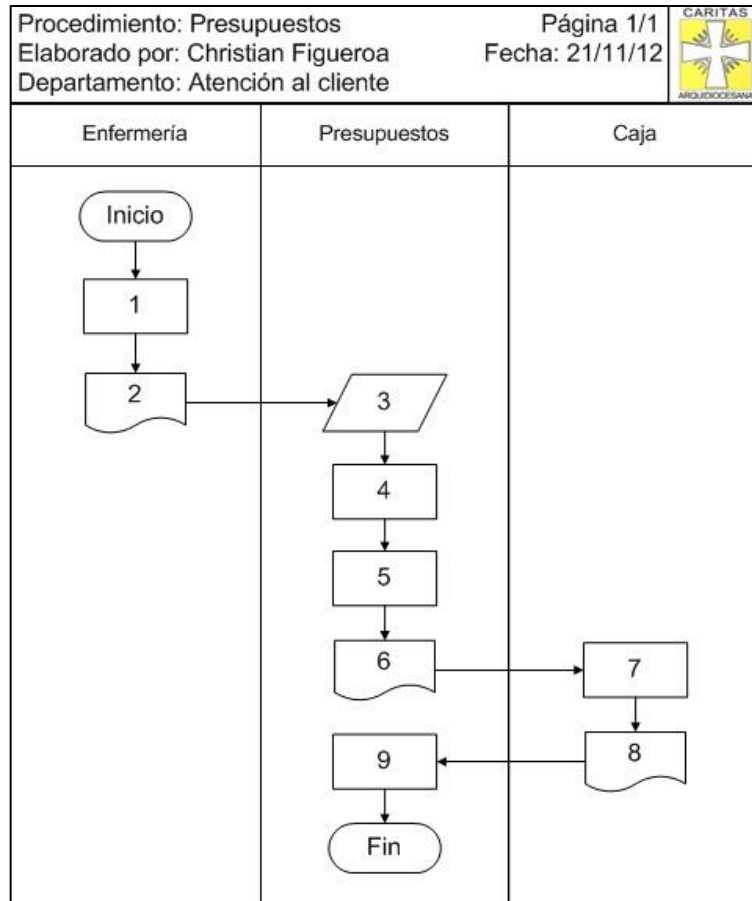 Procedimiento: Presupuestos
Página 1/1
Elaborado por: Christian Figueroa
Fecha: 21/11/12
Departamento: Atención al cliente
CARITAS
ARQUIDIOCESANA
Enfermería
Presupuestos
Caja
Inicio
1
2
3
4
5
6
7
9
8
Fin